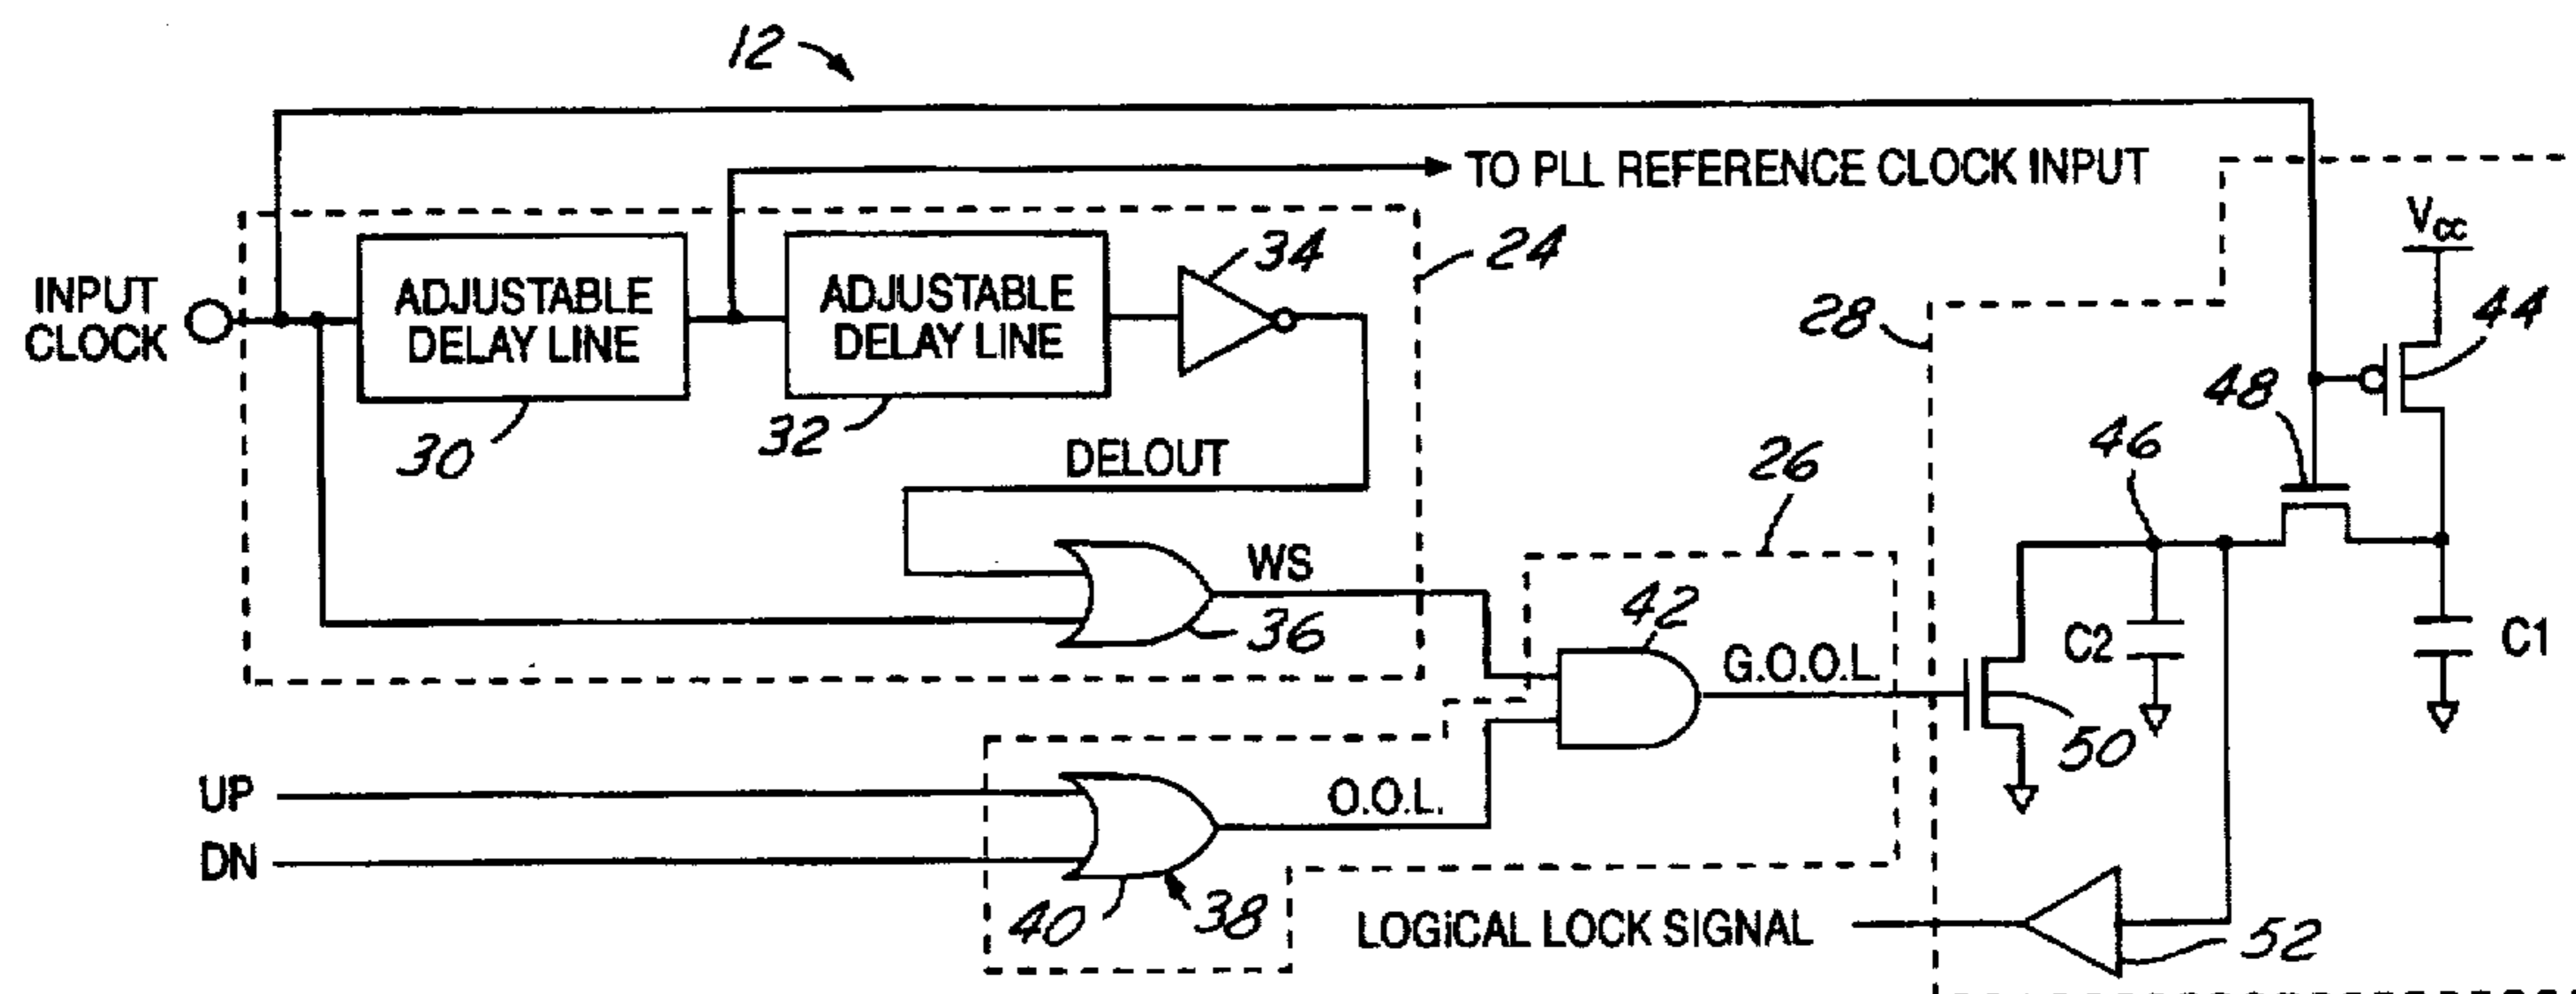 12
TO PLL REFERENCE CLOCK INPUT
Vcc
INPUT
CLOCK
ADJUSTABLE
DELAY LINE
ADJUSTABLE
DELAY LINE
34
24
28
44
30
32
48
DELOUT
26
46
WS
36
42
C2
C1
G.O.O.L.
50
UP
O.O.L.
DN
40
38
LOGiCAL LOCK SIGNAL
52